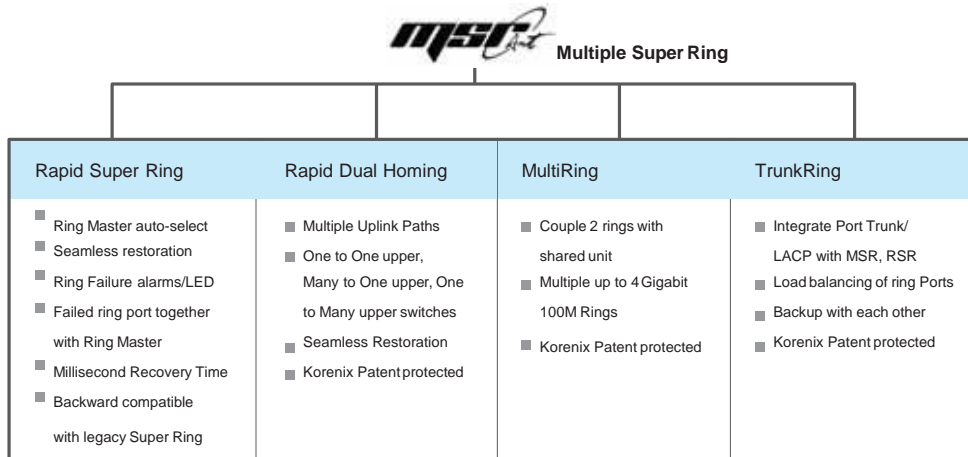 msr Ant
Multiple Super Ring
Rapid Super Ring
Ring Master auto-select
Seamless restoration
Ring Failure alarms/LED
Failed ring port together
with Ring Master
Millisecond Recovery Time
Backward compatible
with legacy Super Ring
Rapid Dual Homing
Multiple Uplink Paths
One to One upper,
Many to One upper, One
to Many upper switches
Seamless Restoration
Korenix Patent protected
MultiRing
Couple 2 rings with
shared unit
Multiple up to 4 Gigabit
100M Rings
Korenix Patent protected
TrunkRing
Integrate Port Trunk/
LACP with MSR, RSR
Load balancing of ring Ports
Backup with each other
Korenix Patent protected